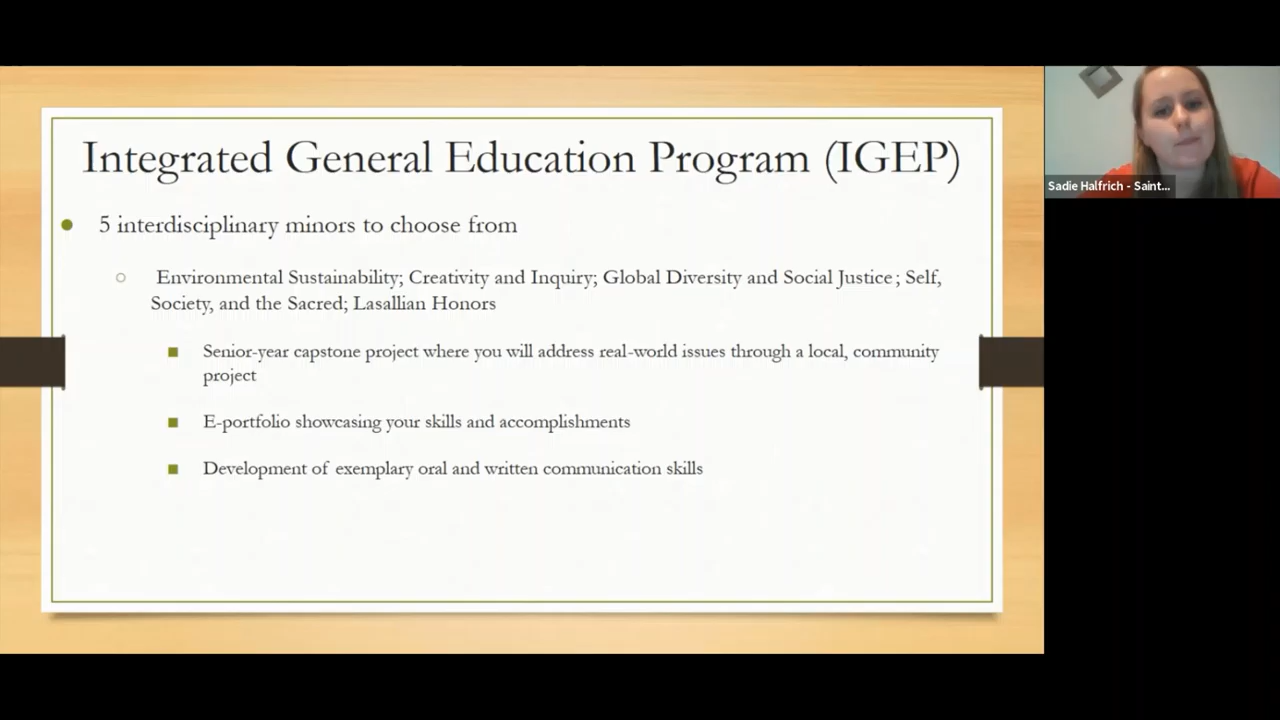 Integrated General Education Program (IGEP)
5 interdisciplinary minors to choose from
Environmental Sustainability; Creativity and Inquiry; Global Diversity and Social Justice; Self,
Society, and the Sacred; Lasallian Honors
Senior-year capstone project where you will address real-world issues through a local, community
project
E-portfolio showcasing your skills and accomplishments
Development of exemplary oral and written communication skills
Sadie Halfrich - Saint...